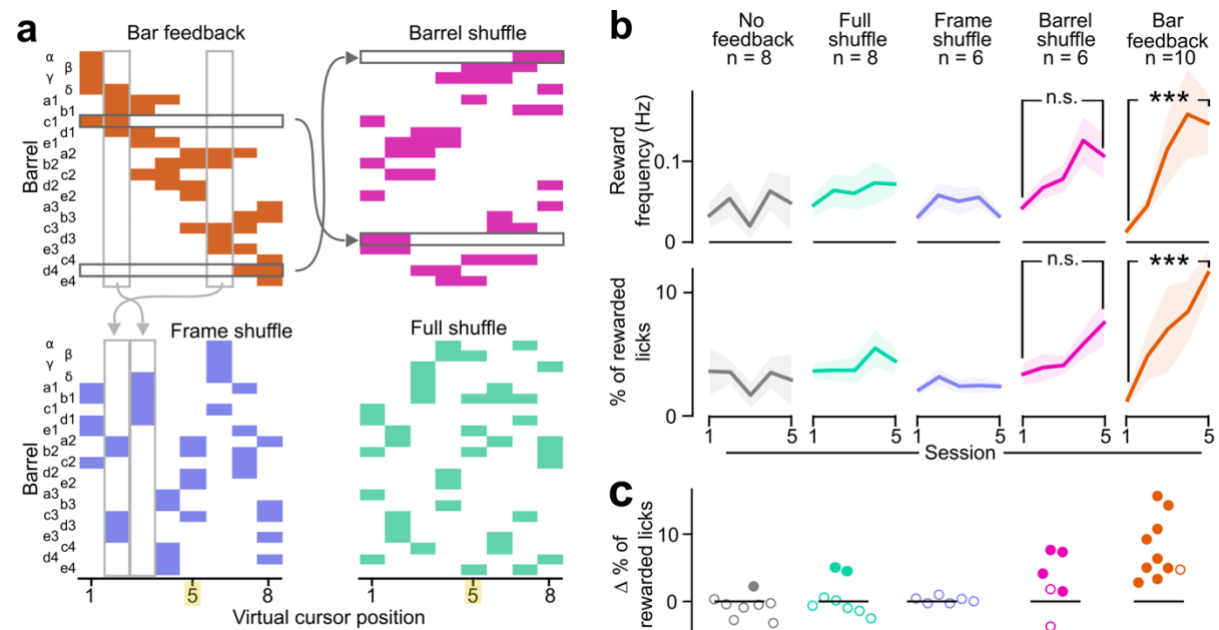 a
Bar feedback
Barrel shuffle
Barrel
α
β
γ
δ
a1
b1
c1
d1
e1
a2
b2
c2
d2
e2
a3
b3
c3
d3
e3
c4
d4
e4
Frame shuffle
Full shuffle
Barrel
α
β
γ
δ
a1
b1
c1
d1
e1
a2
b2
c2
d2
e2
a3
b3
c3
d3
e3
c4
d4
e4
1 5 8 1 5 8
Virtual cursor position
b
No feedback n = 8
Full shuffle n = 8
Frame shuffle n = 6
Barrel shuffle n = 6
Bar feedback n =10
Reward frequency (Hz)
0.1
0
n.s.
***
% of rewarded licks
10
0
n.s.
***
1 5 1 5 1 5 1 5 1 5
Session
c
Δ % of rewarded licks
10
0